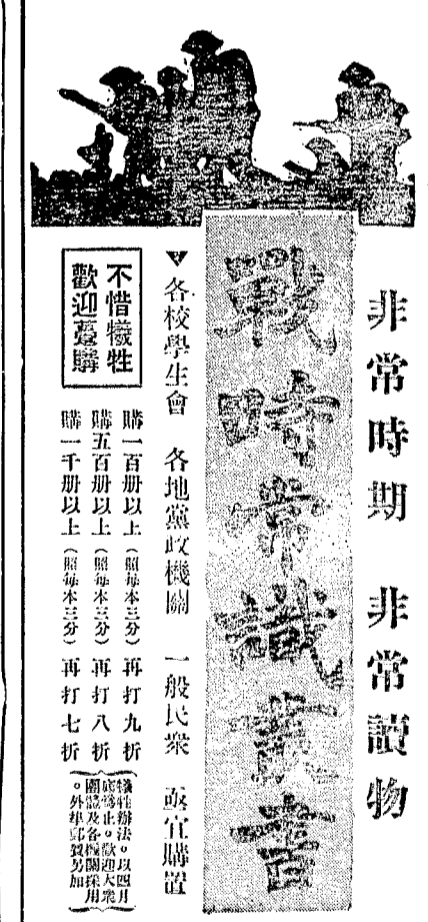 非常時期 非常讀物
戰時常識叢書
▼各校學生會 各地黨政機關 一般民衆 亟宜購置
不惜犧牲
歡迎躉購
購一百册以上(照每本三分)再打九折
購五百册以上(照每本三分)再打八折
購一千册以上(照每本三分)再打七折
犧牲辦法。以四月
底爲止。歡迎大衆
團體及各機關採用
。外埠郵費另加